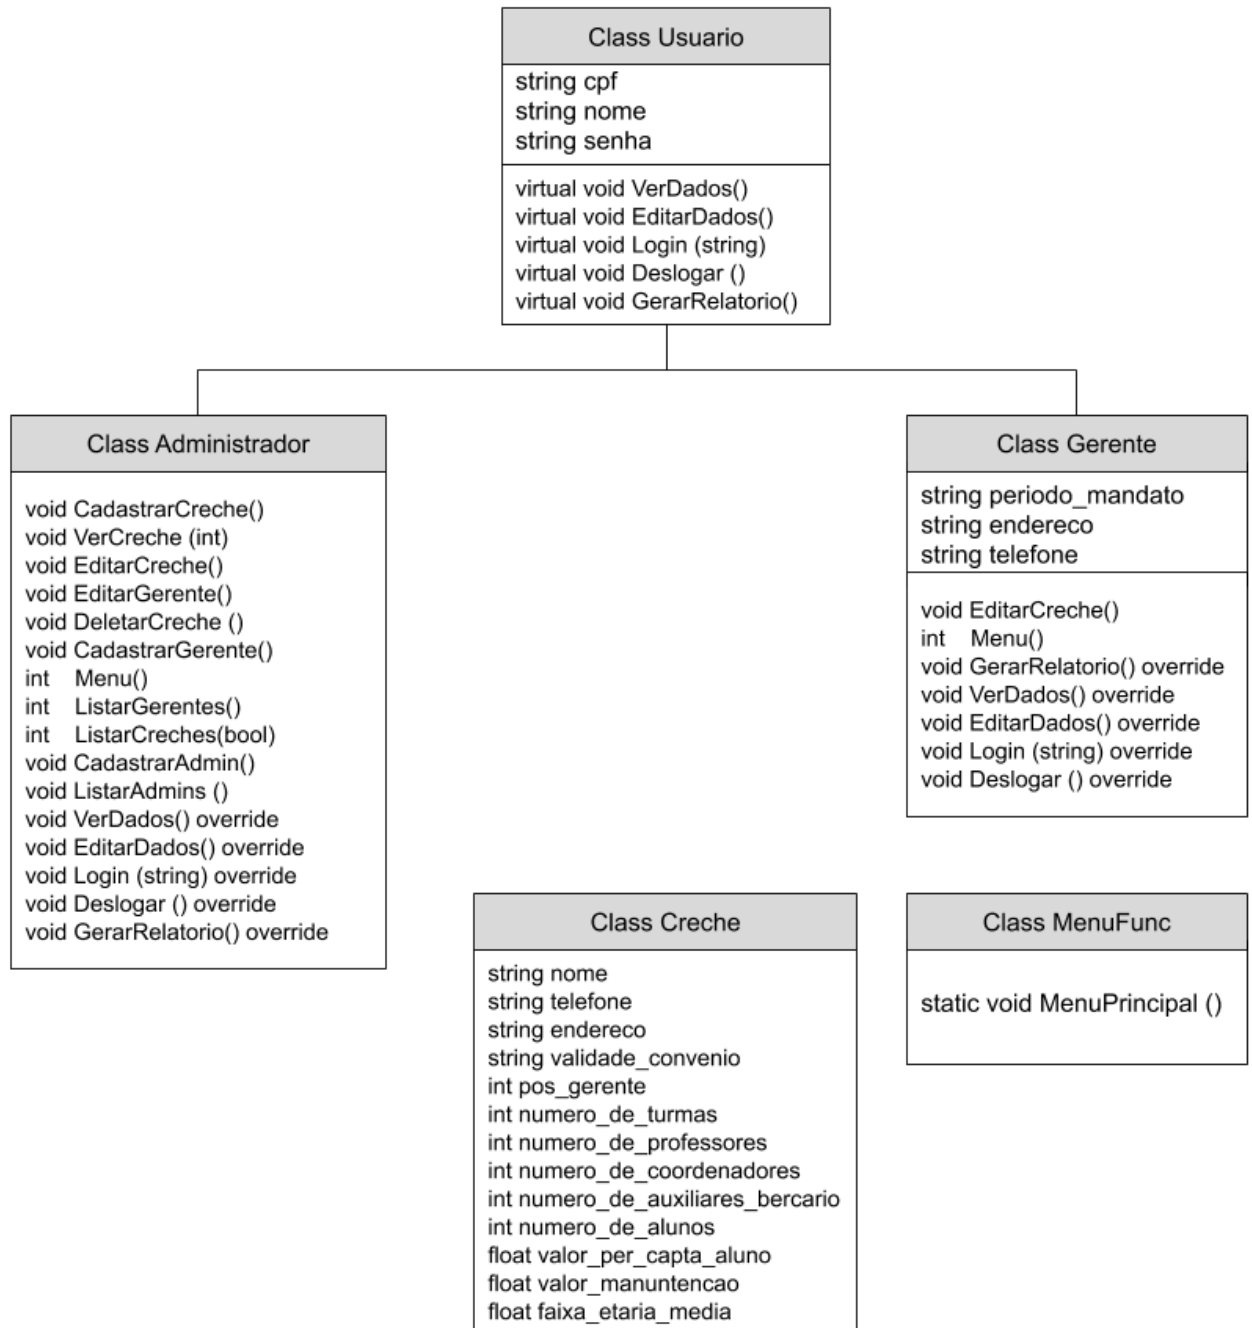 Class Usuario
string cpf
string nome
string senha
virtual void VerDados()
virtual void EditarDados()
virtual void Login (string)
virtual void Deslogar ()
virtual void GerarRelatorio()
Class Administrador
void CadastrarCreche()
void VerCreche (int)
void EditarCreche()
void EditarGerente()
void DeletarCreche ()
void CadastrarGerente()
int Menu()
int ListarGerentes()
int ListarCreches(bool)
void CadastrarAdmin()
void ListarAdmins ()
void VerDados() override
void EditarDados() override
void Login (string) override
void Deslogar () override
void GerarRelatorio() override
Class Gerente
string periodo_mandato
string endereco
string telefone
void EditarCreche()
int Menu()
void GerarRelatorio() override
void VerDados() override
void EditarDados() override
void Login (string) override
void Deslogar () override
Class Creche
string nome
string telefone
string endereco
string validade_convenio
int pos_gerente
int numero_de_turmas
int numero_de_professores
int numero_de_coordenadores
int numero_de_auxiliares_bercario
int numero_de_alunos
float valor_per_capta_aluno
float valor_manuntencao
float faixa_etaria_media
Class MenuFunc
static void MenuPrincipal ()